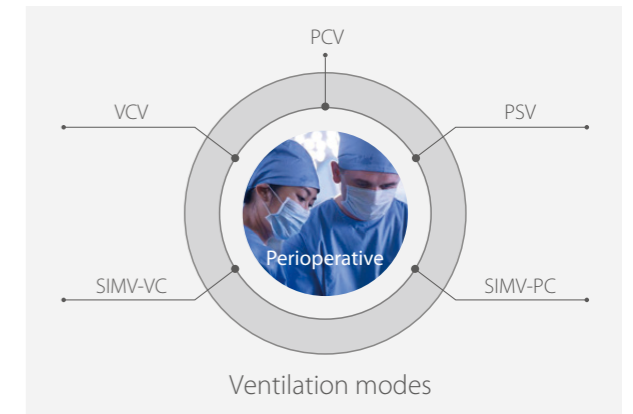 PCV
VCV
PSV
Perioperative
SIMV-VC
SIMV-PC
Ventilation modes